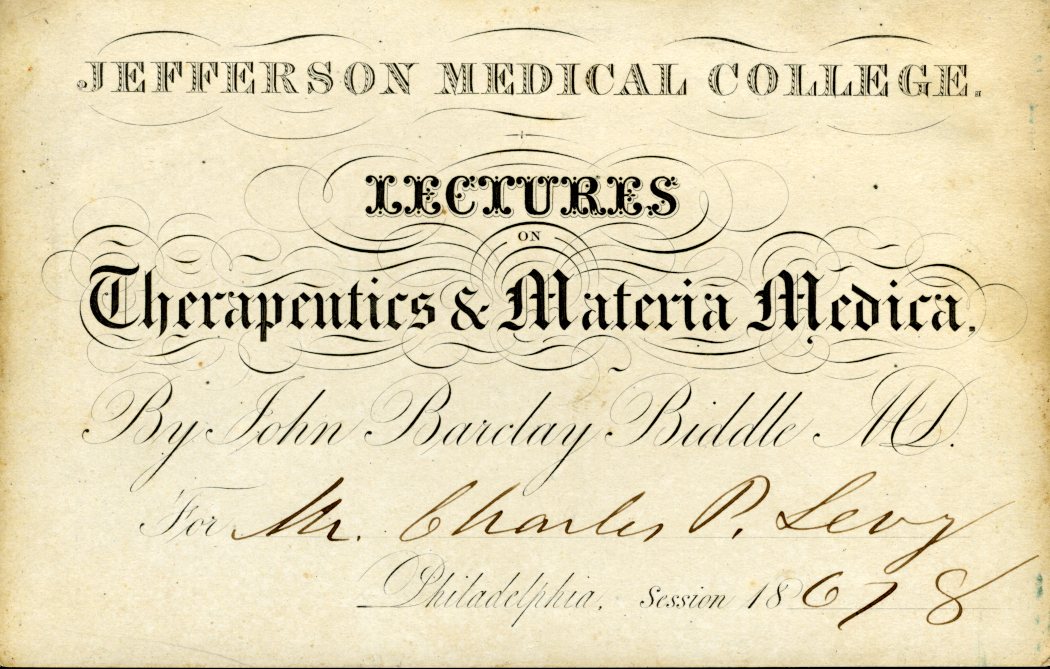 JEFFERSON MEDICAL COLLEGE.
LECTURES
ON
Therapeutics & Materia Medica,
By John Barclay Biddle MD.
For Mr. Charles P. Levy
Philadelphia, Session 1867/8